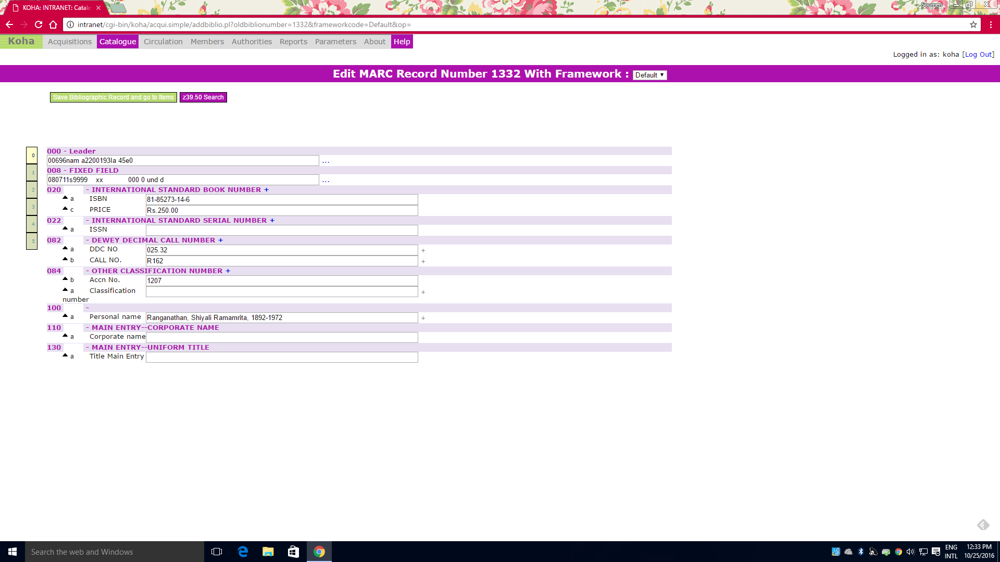 KOHA: INTRANET: Catalo
Soumen
intranet/cgi-bin/koha/acqui.simple/addbiblio.pl?oldbiblionumber=1332&frameworkcode=Default&op=
Koha Acquisitions Catalogue Circulation Members Authorities Reports Parameters About Help
Logged in as: koha [Log Out]
Edit MARC Record Number 1332 With Framework : Default
Save Bibliographic Record and go to Items z39.50 Search
0
1
2
3
4
5
000 - Leader
00696nam a2200193Ia 45e0 ...
008 - FIXED FIELD
080711s9999 xx 000 0 und d ...
020 - INTERNATIONAL STANDARD BOOK NUMBER +
a ISBN 81-85273-14-6
c PRICE Rs.250.00
022 - INTERNATIONAL STANDARD SERIAL NUMBER +
a ISSN
082 - DEWEY DECIMAL CALL NUMBER +
a DDC NO 025.32 +
b CALL NO. R162 +
084 - OTHER CLASSIFICATION NUMBER +
b Accn No. 1207
a Classification +
number
100 -
a Personal name Ranganathan, Shiyali Ramamrita, 1892-1972 +
110 - MAIN ENTRY--CORPORATE NAME
a Corporate name
130 - MAIN ENTRY--UNIFORM TITLE
a Title Main Entry
Search the web and Windows
ENG 12:33 PM
INTL 10/25/2016